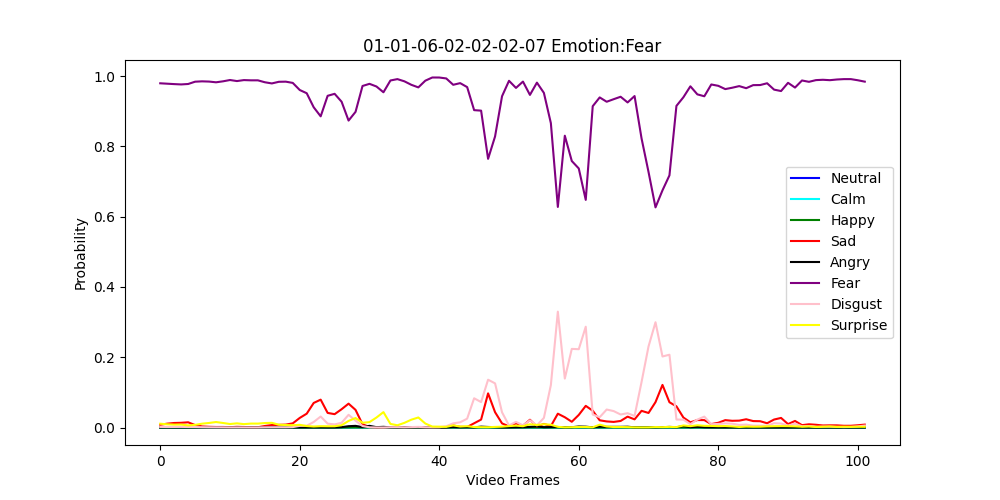 01-01-06-02-02-02-07 Emotion:Fear
Probability
1.0
0.8
0.6
0.4
0.2
0.0
0
20
40
60
80
100
Video Frames
Neutral
Calm
Happy
Sad
Angry
Fear
Disgust
Surprise